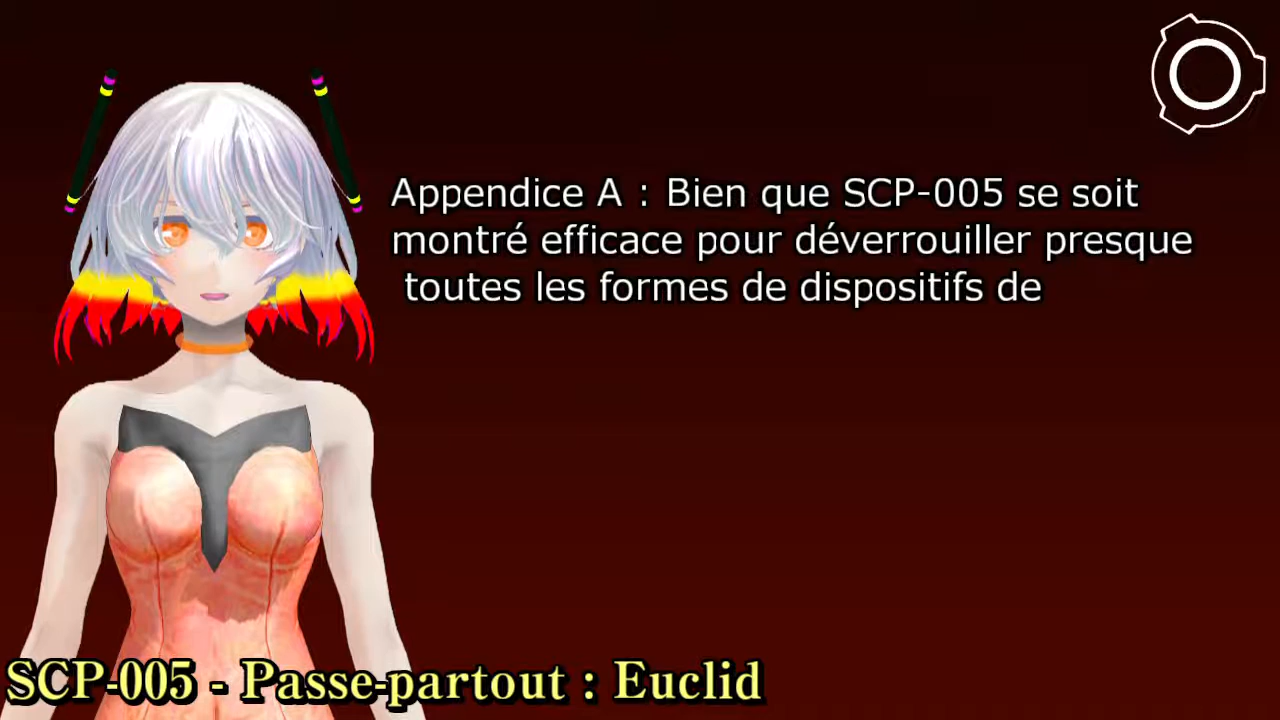 Appendice A : Bien que SCP-005 se soit
montré efficace pour déverrouiller presque
toutes les formes de dispositifs de
SCP-005 - Passe-partout : Euclid